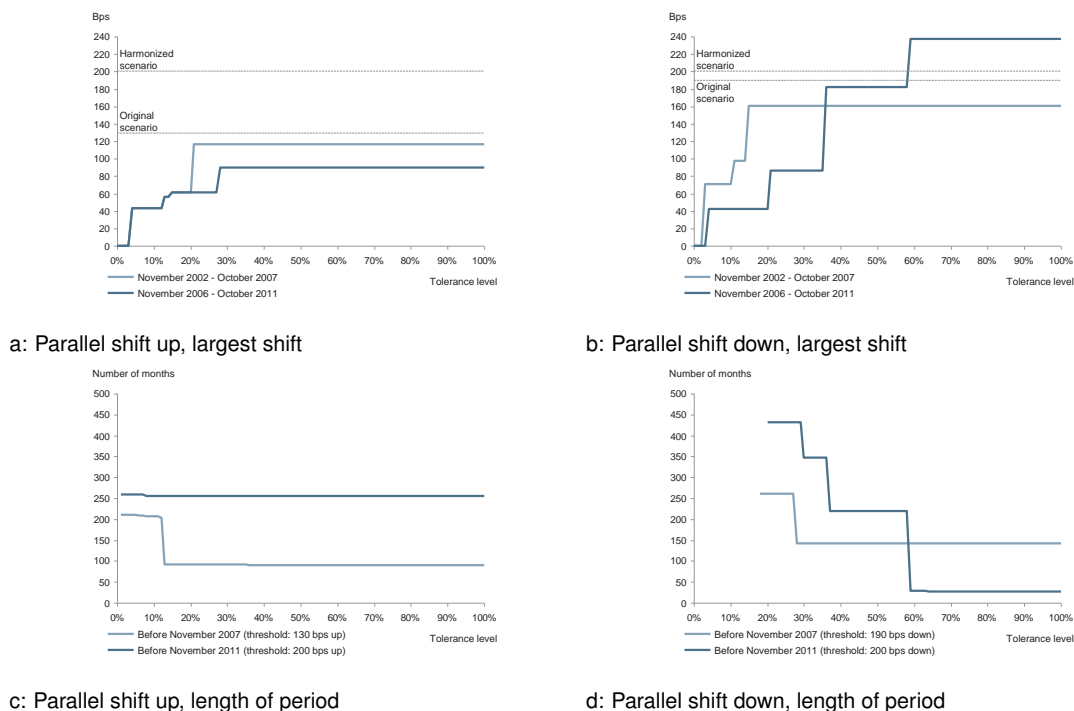 Bps
240
220
200
180
160
140
120
100
80
60
40
20
0
Harmonized
scenario
Original
scenario
0% 10% 20% 30% 40% 50% 60% 70% 80% 90% 100%
Tolerance level
November 2002 - October 2007
November 2006 - October 2011
a: Parallel shift up, largest shift
Bps
240
220
200
180
160
140
120
100
80
60
40
20
0
Harmonized
scenario
Original
scenario
0% 10% 20% 30% 40% 50% 60% 70% 80% 90% 100%
Tolerance level
November 2002 - October 2007
November 2006 - October 2011
b: Parallel shift down, largest shift
Number of months
500
450
400
350
300
250
200
150
100
50
0
0% 10% 20% 30% 40% 50% 60% 70% 80% 90% 100%
Before November 2007 (threshold: 130 bps up)
Tolerance level
Before November 2011 (threshold: 200 bps up)
c: Parallel shift up, length of period
Number of months
500
450
400
350
300
250
200
150
100
50
0
0% 10% 20% 30% 40% 50% 60% 70% 80% 90% 100%
Before November 2007 (threshold: 190 bps down)
Tolerance level
Before November 2011 (threshold: 200 bps down)
d: Parallel shift down, length of period